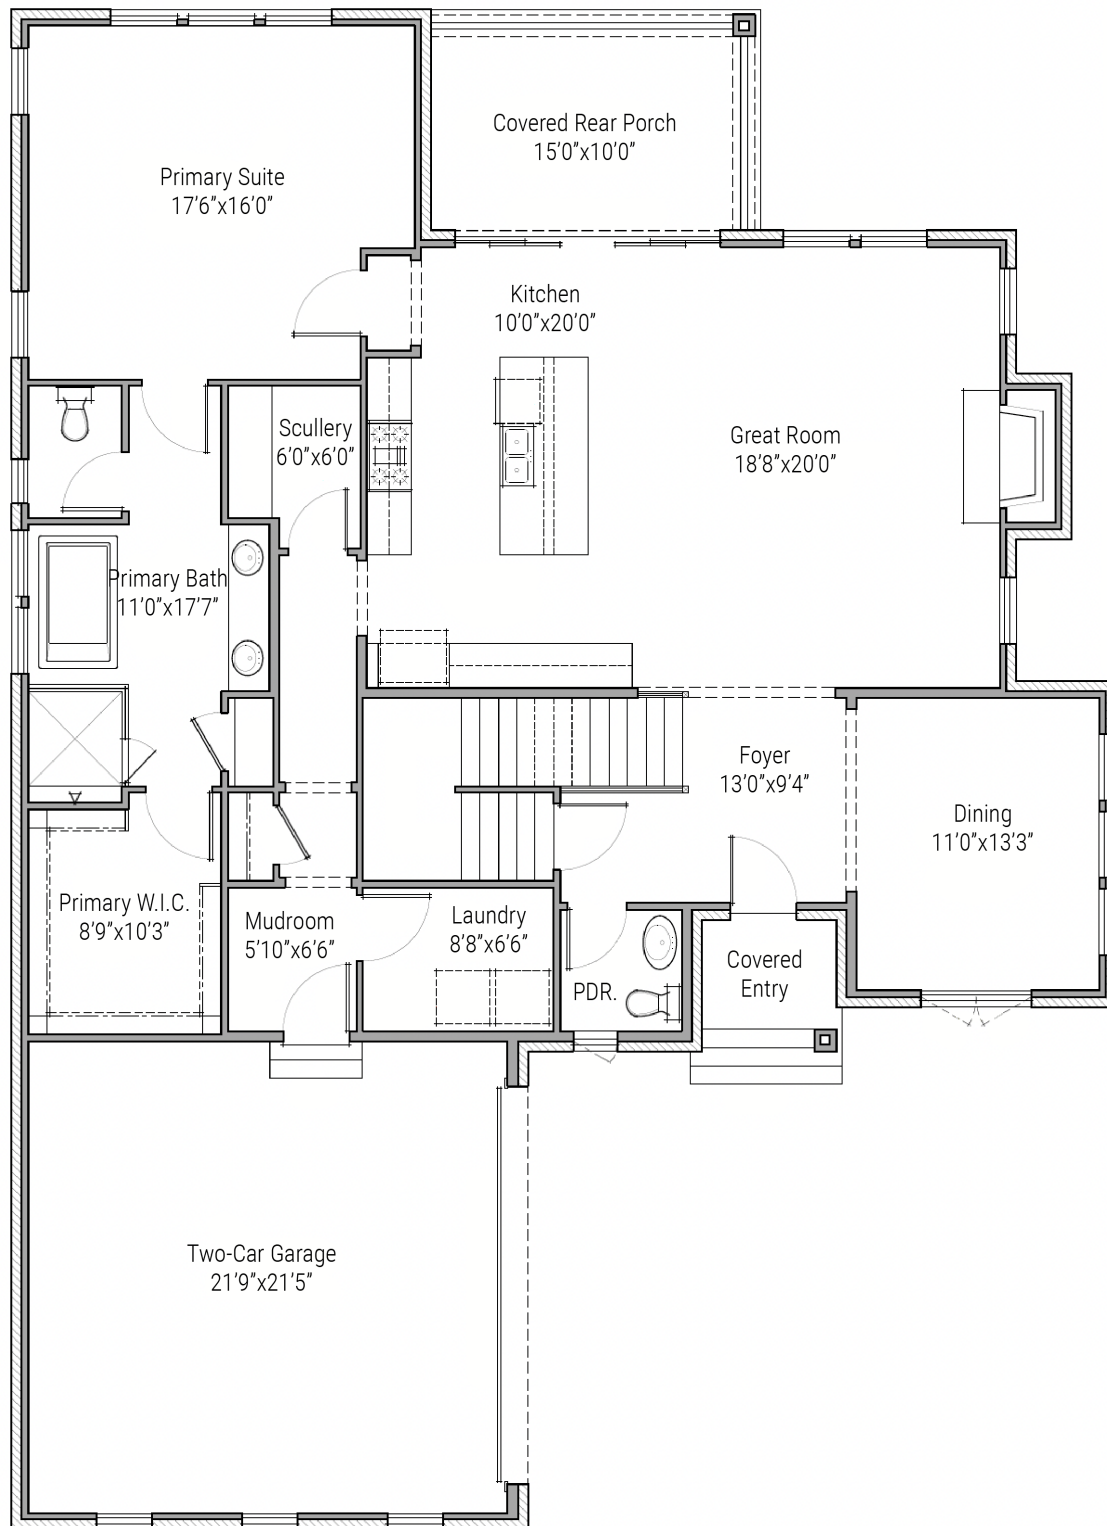 Covered Rear Porch
15’0”x10’0”
Primary Suite
17’6”x16’0”
Kitchen
10’0”x20’0”
Scullery
6’0”x6’0”
Great Room
18’8”x20’0”
Primary Bath
11’0”x17’7”
Foyer
13’0”x9’4”
Dining
11’0”x13’3”
Primary W.I.C.
8’9”x10’3”
Mudroom
5’10”x6’6”
Laundry
8’8”x6’6”
PDR.
Covered
Entry
Two-Car Garage
21’9”x21’5”